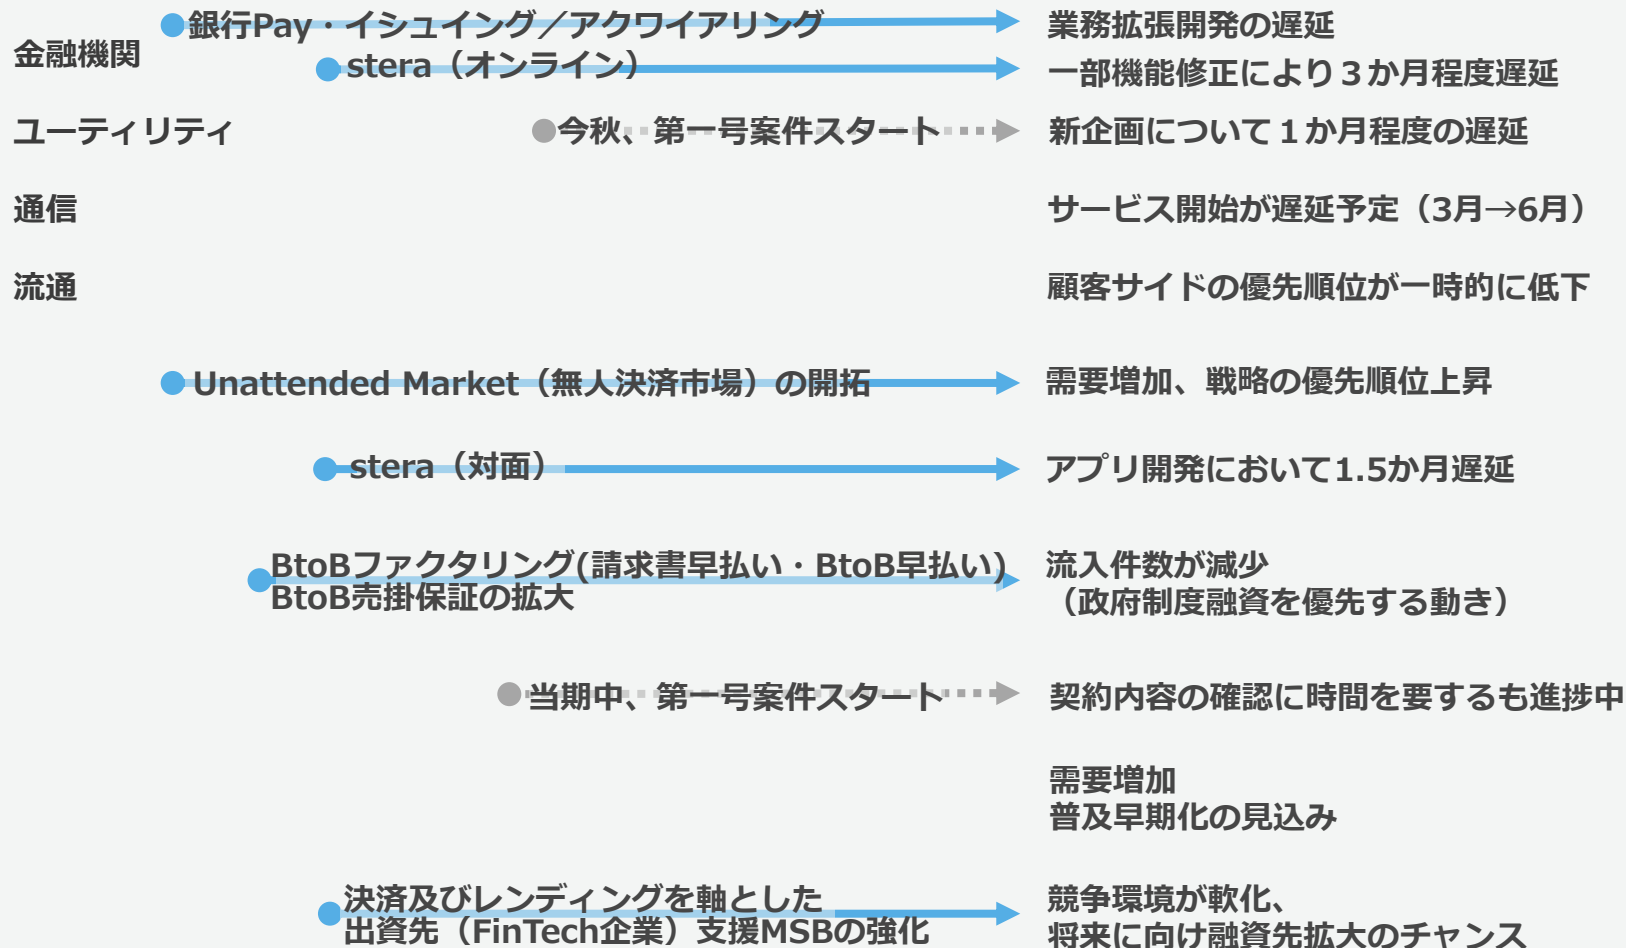 銀行Pay・イシュイング／アクワイアリング
業務拡張開発の遅延
金融機関
stera（オンライン）
一部機能修正により３か月程度遅延
ユーティリティ
今秋、第一号案件スタート
新企画について１か月程度の遅延
通信
サービス開始が遅延予定（3月→6月）
流通
顧客サイドの優先順位が一時的に低下
Unattended Market（無人決済市場）の開拓
需要増加、戦略の優先順位上昇
stera（対面）
アプリ開発において1.5か月遅延
BtoBファクタリング(請求書早払い・BtoB早払い)
BtoB売掛保証の拡大
流入件数が減少
（政府制度融資を優先する動き）
当期中、第一号案件スタート
契約内容の確認に時間を要するも進捗中
需要増加
普及早期化の見込み
決済及びレンディングを軸とした
出資先（FinTech企業）支援MSBの強化
競争環境が軟化、
将来に向け融資先拡大のチャンス